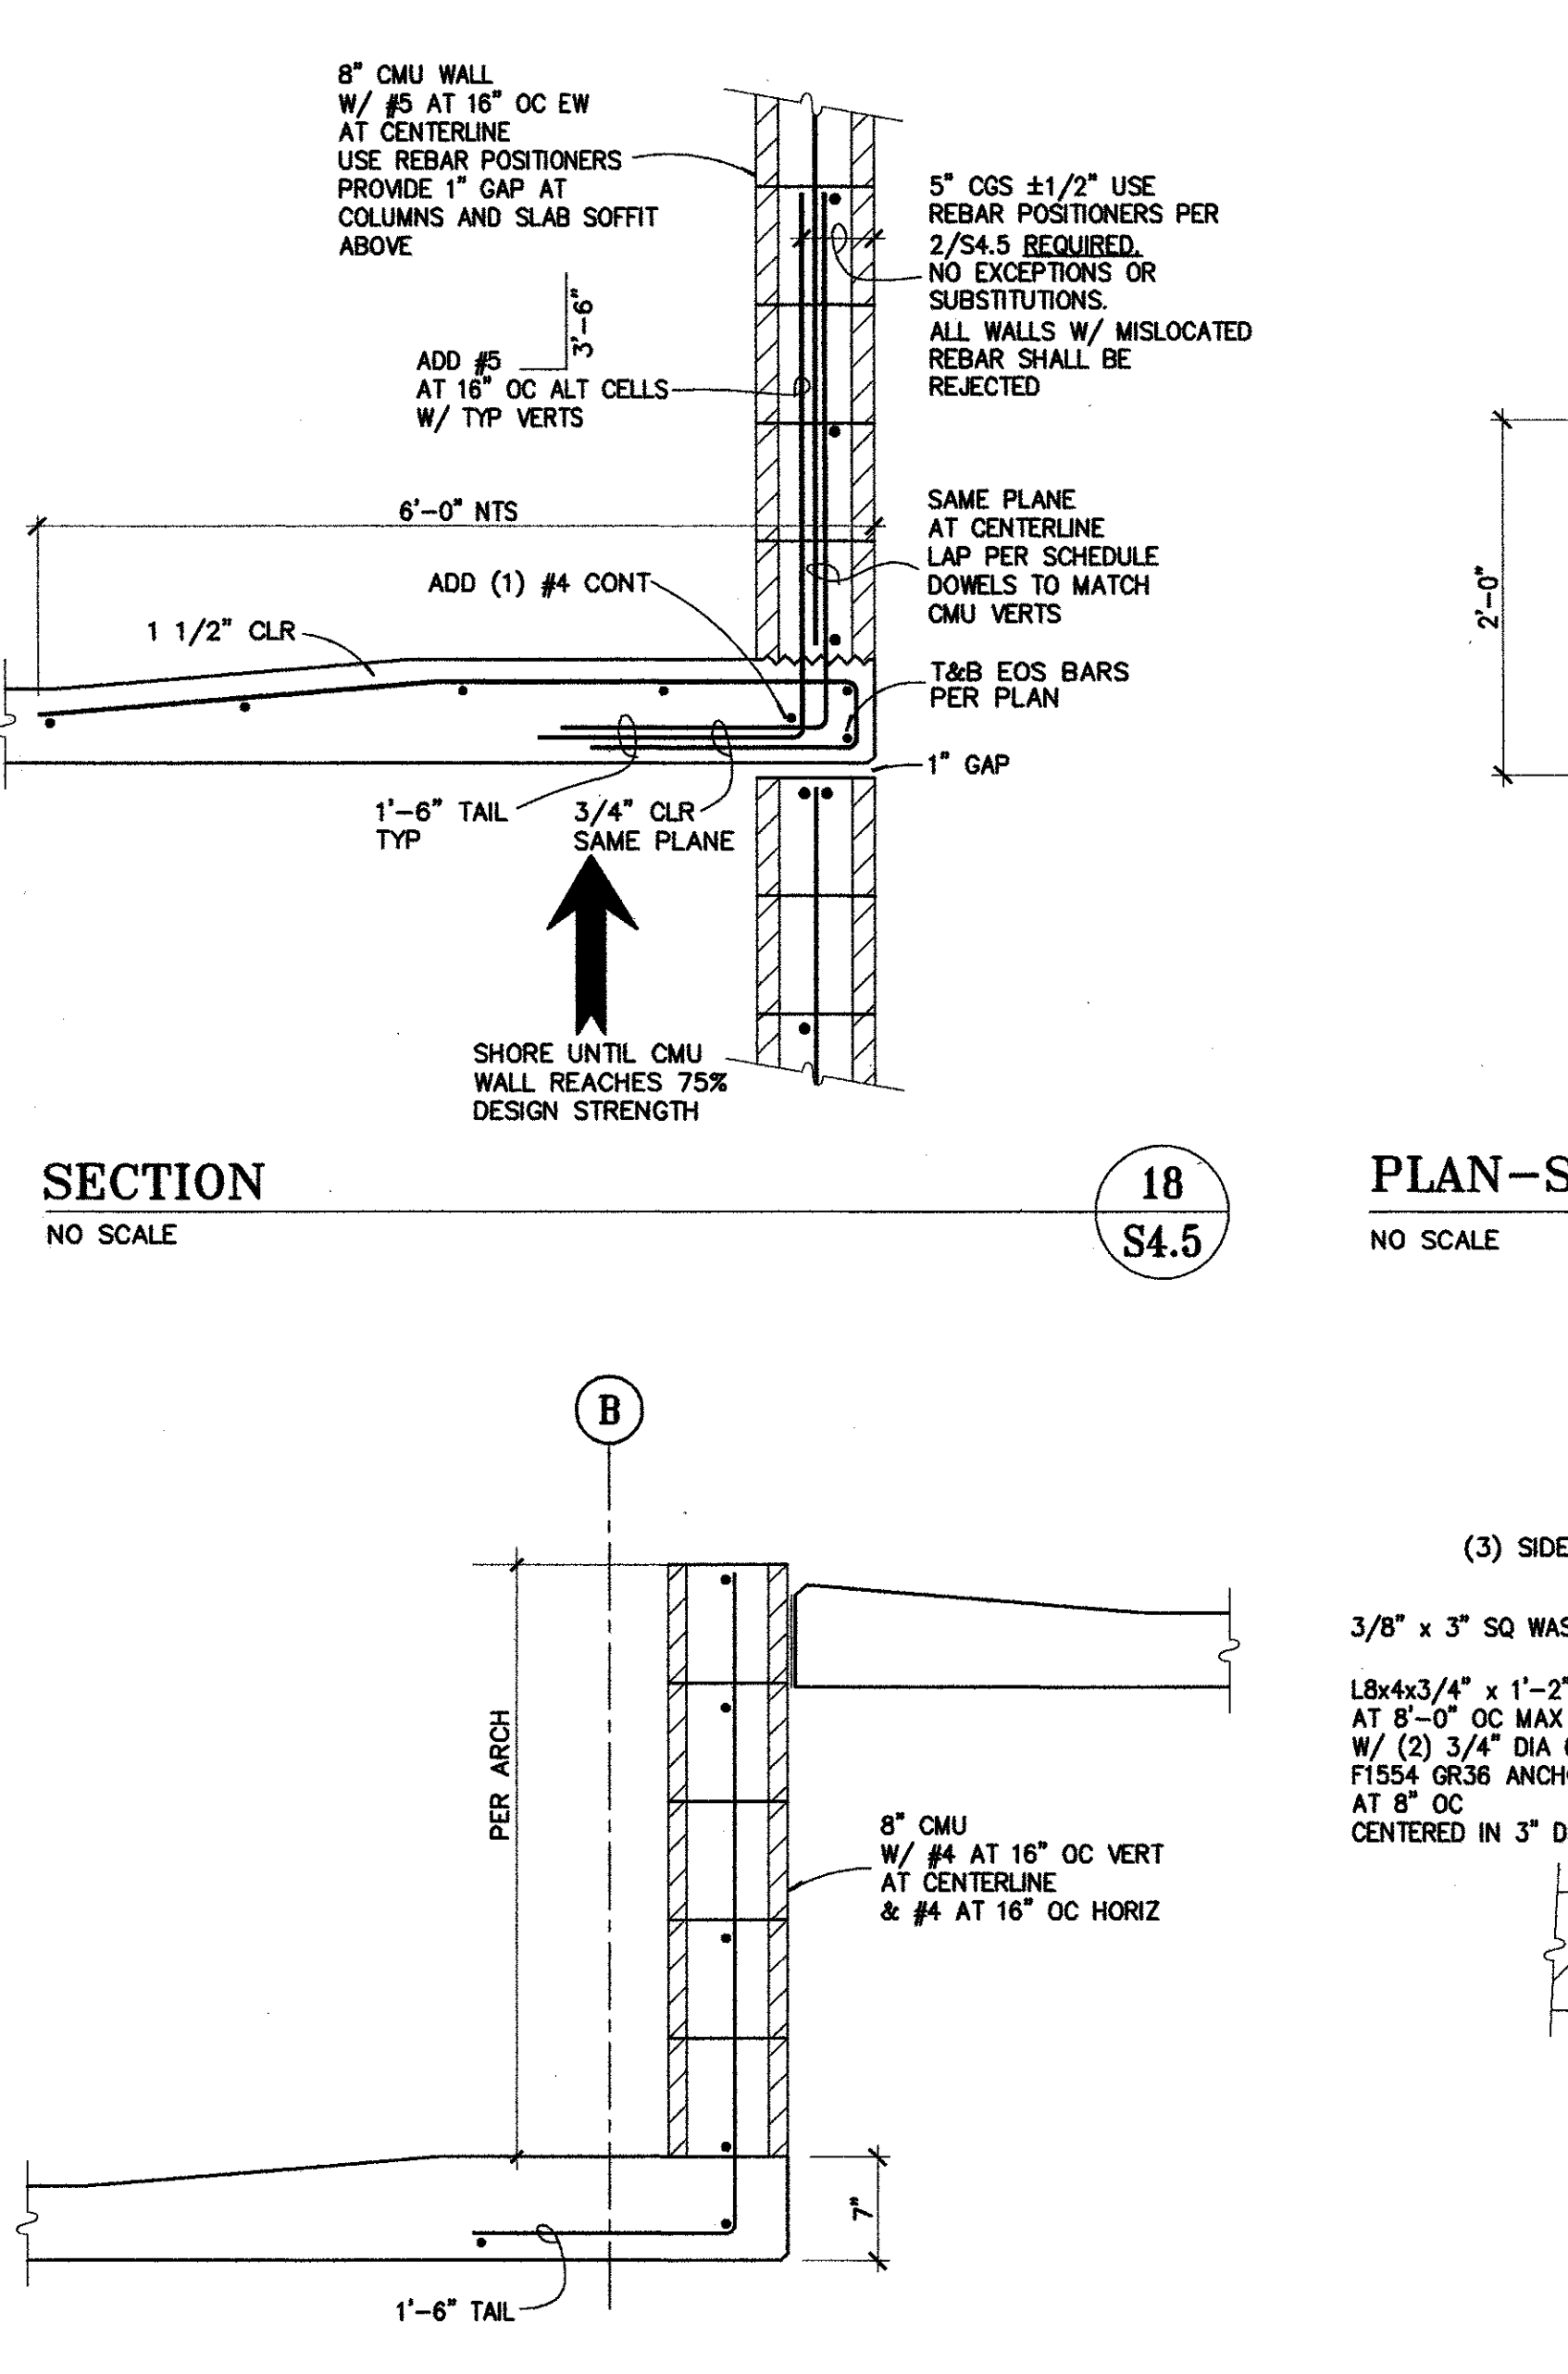 8" CMU WALL
W/ #5 AT 16" OC EW
AT CENTERLINE
USE REBAR POSITIONERS
PROVIDE 1" GAP AT
COLUMNS AND SLAB SOFFIT
ABOVE
5" CGS ±1/2" USE
REBAR POSITIONERS PER
2/S4.5 REQUIRED.
NO EXCEPTIONS OR
SUBSTITUTIONS.
ALL WALLS W/ MISLOCATED
REBAR SHALL BE
REJECTED
3'-6"
ADD #5
AT 16" OC ALT CELLS
W/ TYP VERTS
6'-0" NTS
SAME PLANE
AT CENTERLINE
LAP PER SCHEDULE
DOWELS TO MATCH
CMU VERTS
ADD (1) #4 CONT
1 1/2" CLR
T&B EOS BARS
PER PLAN
1" GAP
1'-6" TAIL
TYP
3/4" CLR
SAME PLANE
SHORE UNTIL CMU
WALL REACHES 75%
DESIGN STRENGTH
2'-0"
SECTION
NO SCALE
18
S4.5
PLAN-S
NO SCALE
B
PER ARCH
8" CMU
W/ #4 AT 16" OC VERT
AT CENTERLINE
& #4 AT 16" OC HORIZ
7"
1'-6" TAIL
(3) SIDE
3/8" x 3" SQ WAS
L8x4x3/4" x 1'-2"
AT 8'-0" OC MAX
W/ (2) 3/4" DIA
F1554 GR36 ANCH
AT 8" OC
CENTERED IN 3" D